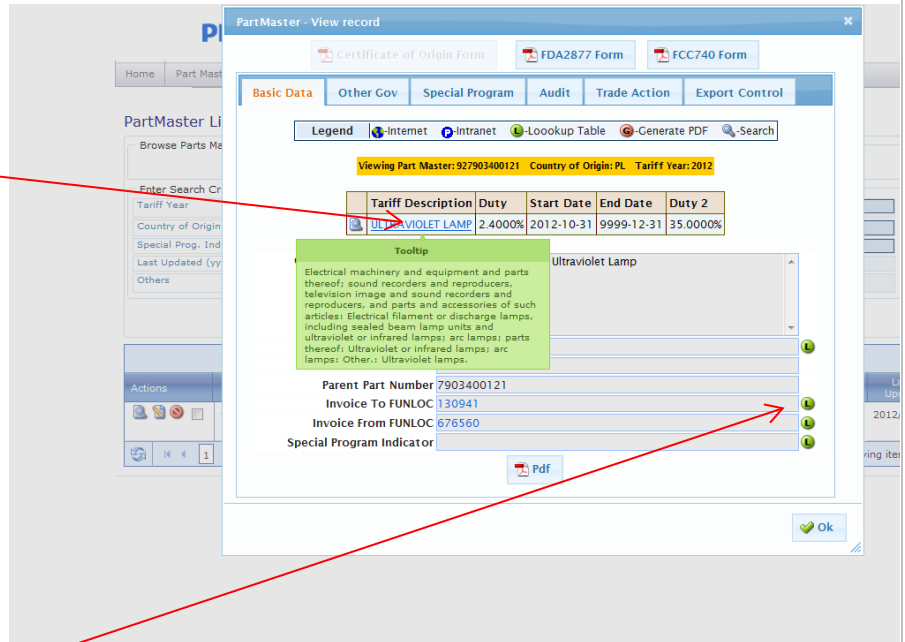 PartMaster - View record
Certificate of Origin Form FDA2877 Form FCC740 Form
Home Part Mast
Basic Data Other Gov Special Program Audit Trade Action Export Control
PartMaster Li
Legend -Internet -Intranet L-Loookup Table G-Generate PDF -Search
Browse Parts Ma
Viewing Part Master: 927903400121 Country of Origin: PL Tariff Year: 2012
Enter Search Cr
Tariff Year
Country of Origin
Special Prog. Ind
Last Updated (yy
Others
Tariff Description Duty Start Date End Date Duty 2
ULTRAVIOLET LAMP 2.4000% 2012-10-31 9999-12-31 35.0000%
Tooltip
Electrical machinery and equipment and parts
thereof; sound recorders and reproducers,
television image and sound recorders and
reproducers, and parts and accessories of such
articles: Electrical filament or discharge lamps,
including sealed beam lamp units and
ultraviolet or infrared lamps; arc lamps; parts
thereof: Ultraviolet or infrared lamps; arc
lamps: Other.: Ultraviolet lamps.
Ultraviolet Lamp
L
Parent Part Number 7903400121
Invoice To FUNLOC 130941 L
Invoice From FUNLOC 676560 L
Special Program Indicator L
Actions
2012/
1
ving iter
Pdf
Ok